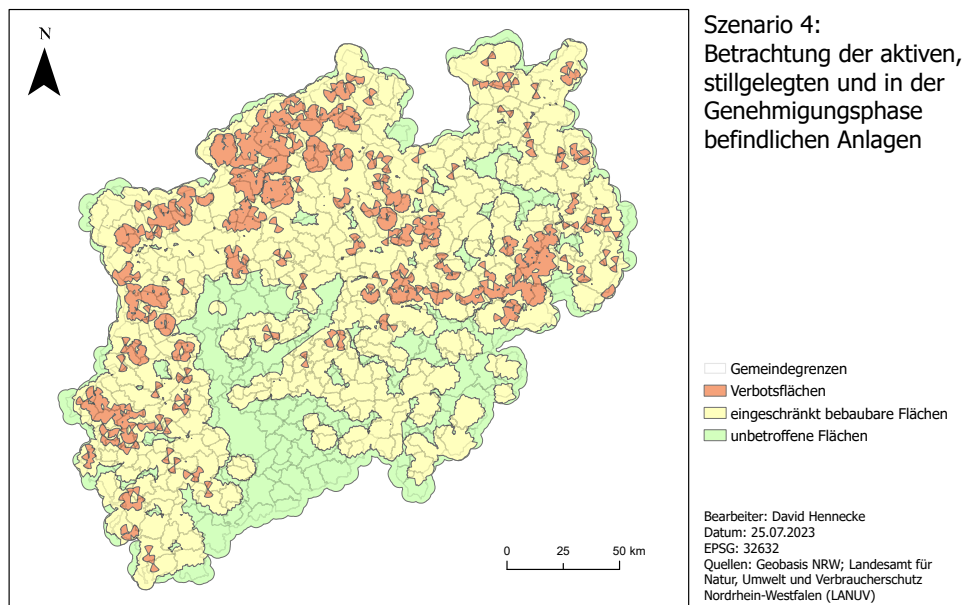 N
0 25 50 km
Szenario 4:
Betrachtung der aktiven,
stillgelegten und in der
Genehmigungsphase
befindlichen Anlagen
Gemeindegrenzen
Verbotsflächen
eingeschränkt bebaubare Flächen
unbetroffene Flächen
Bearbeiter: David Hennecke
Datum: 25.07.2023
EPSG: 32632
Quellen: Geobasis NRW; Landesamt für
Natur, Umwelt und Verbraucherschutz
Nordrhein-Westfalen (LANUV)